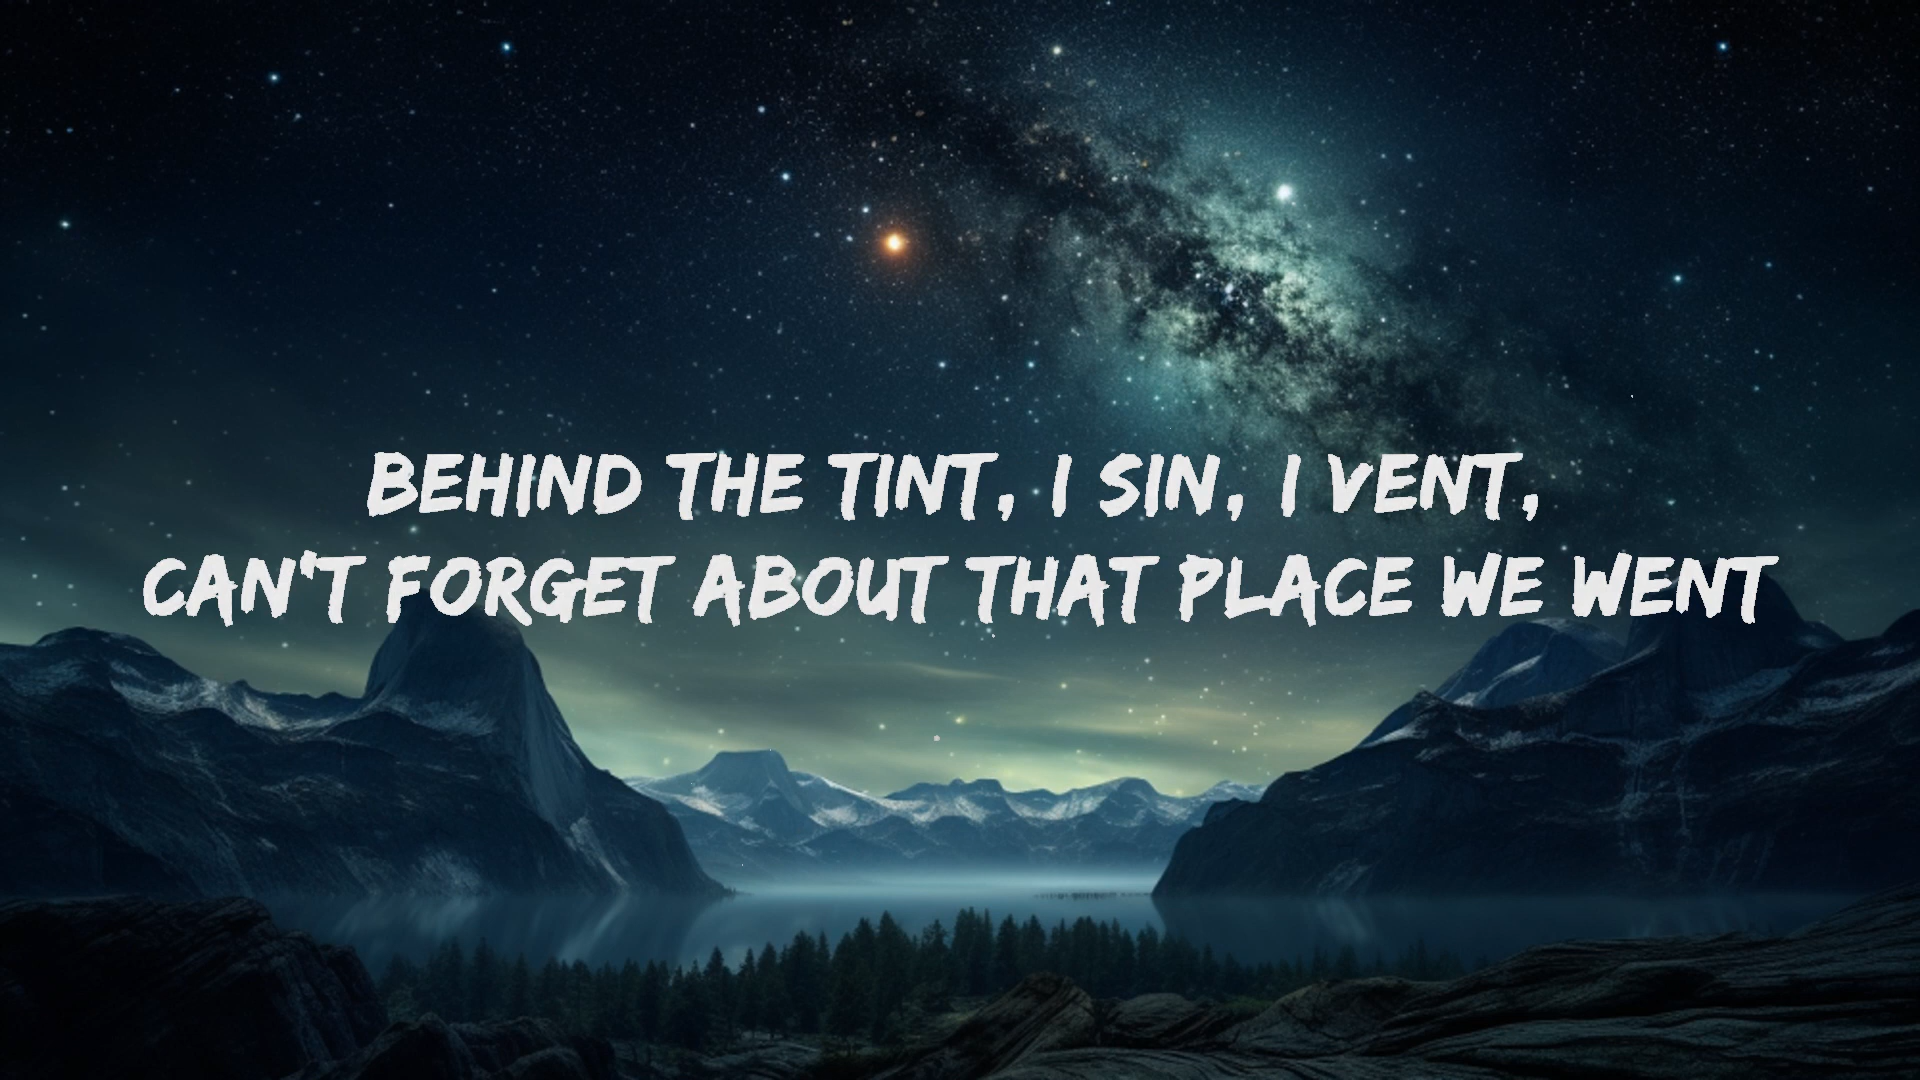 BEHIND THE TINT, I SIN, I VENT,
CAN'T FORGET ABOUT THAT PLACE WE WENT